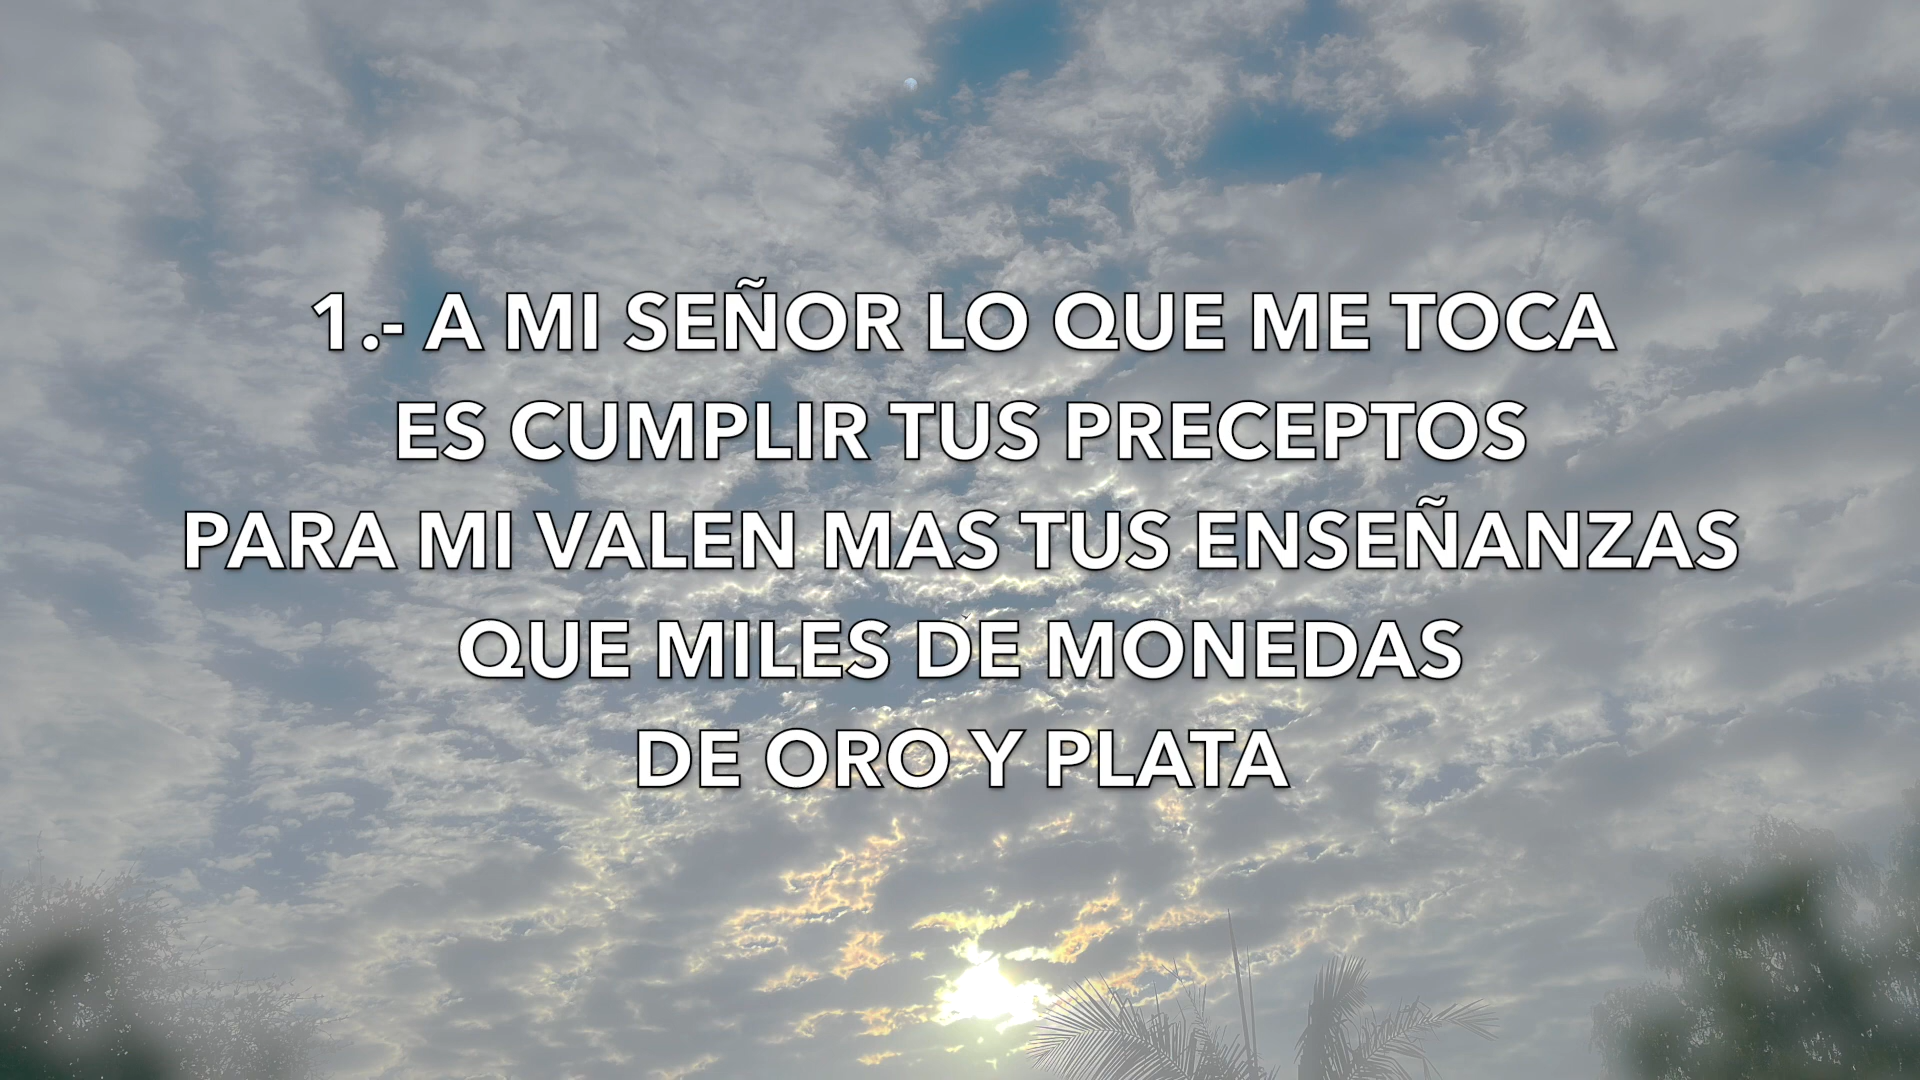 1.- A MI SEÑOR LO QUE ME TOCA
ES CUMPLIR TUS PRECEPTOS
PARA MI VALEN MAS TUS ENSEÑANZAS
QUE MILES DE MONEDAS
DE ORO Y PLATA